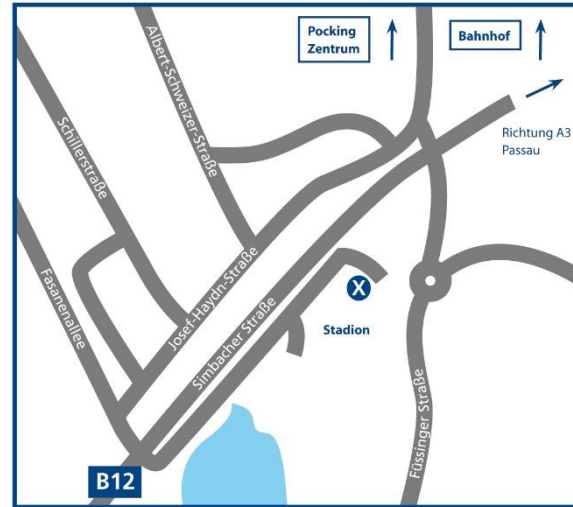 Pocking
Zentrum
Bahnhof
Albert-Schweizer-Straße
Schillerstraße
Richtung A3
Passau
Fasanenallee
Josef-Haydn-Straße
Simbacher Straße
X
Stadion
Füssinger Straße
B12